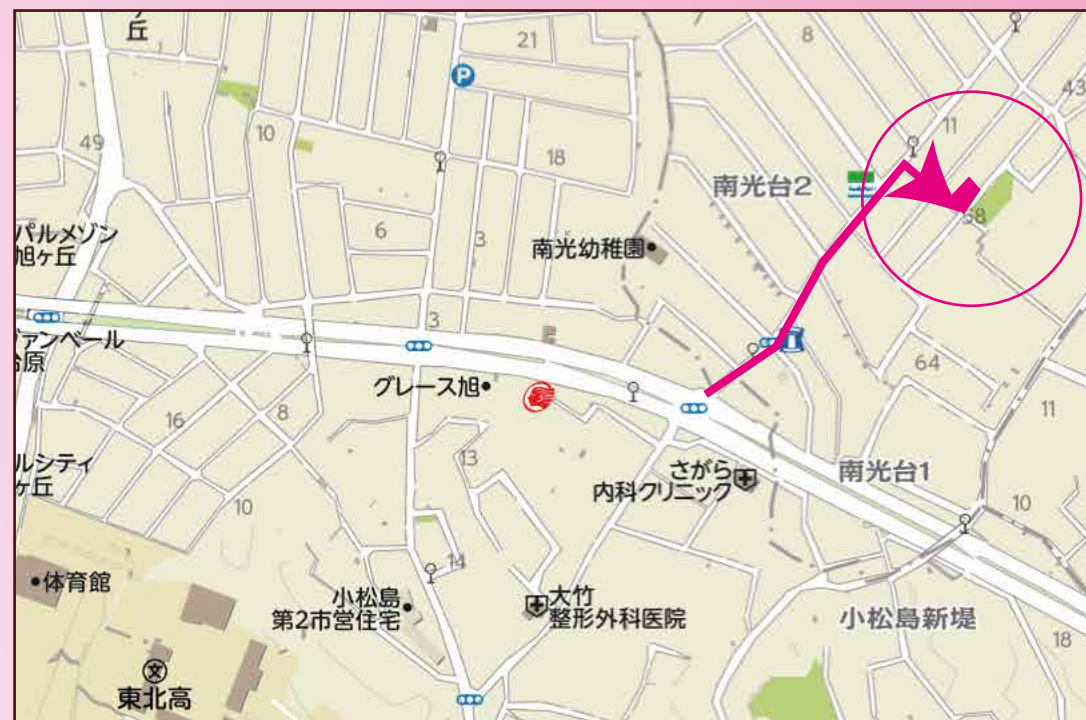 丘
21
8
P
43
49
10
11
18
南光台2
58
パルメゾン
旭ヶ丘
6
3
南光幼稚園
3
ヴァンベール
台原
64
グレース旭
16
8
11
13
さがら
内科クリニック
南光台1
ルシティ
ヶ丘
10
10
14
体育館
小松島
第2市営住宅
大竹
整形外科医院
小松島新堤
18
文
東北高